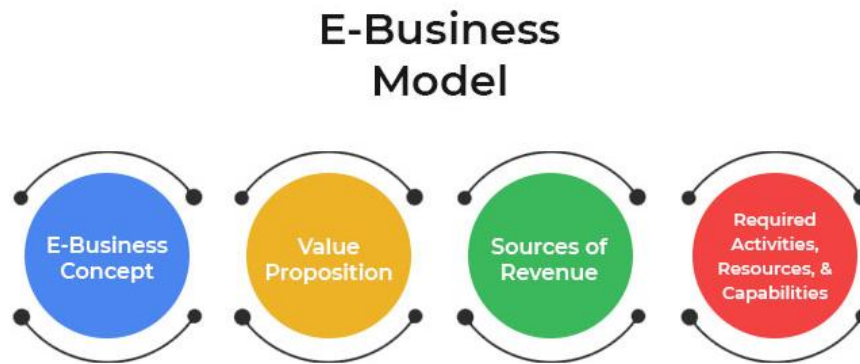 E-Business
Model
E-Business
Concept
Value
Proposition
Sources of
Revenue
Required
Activities,
Resources, &
Capabilities